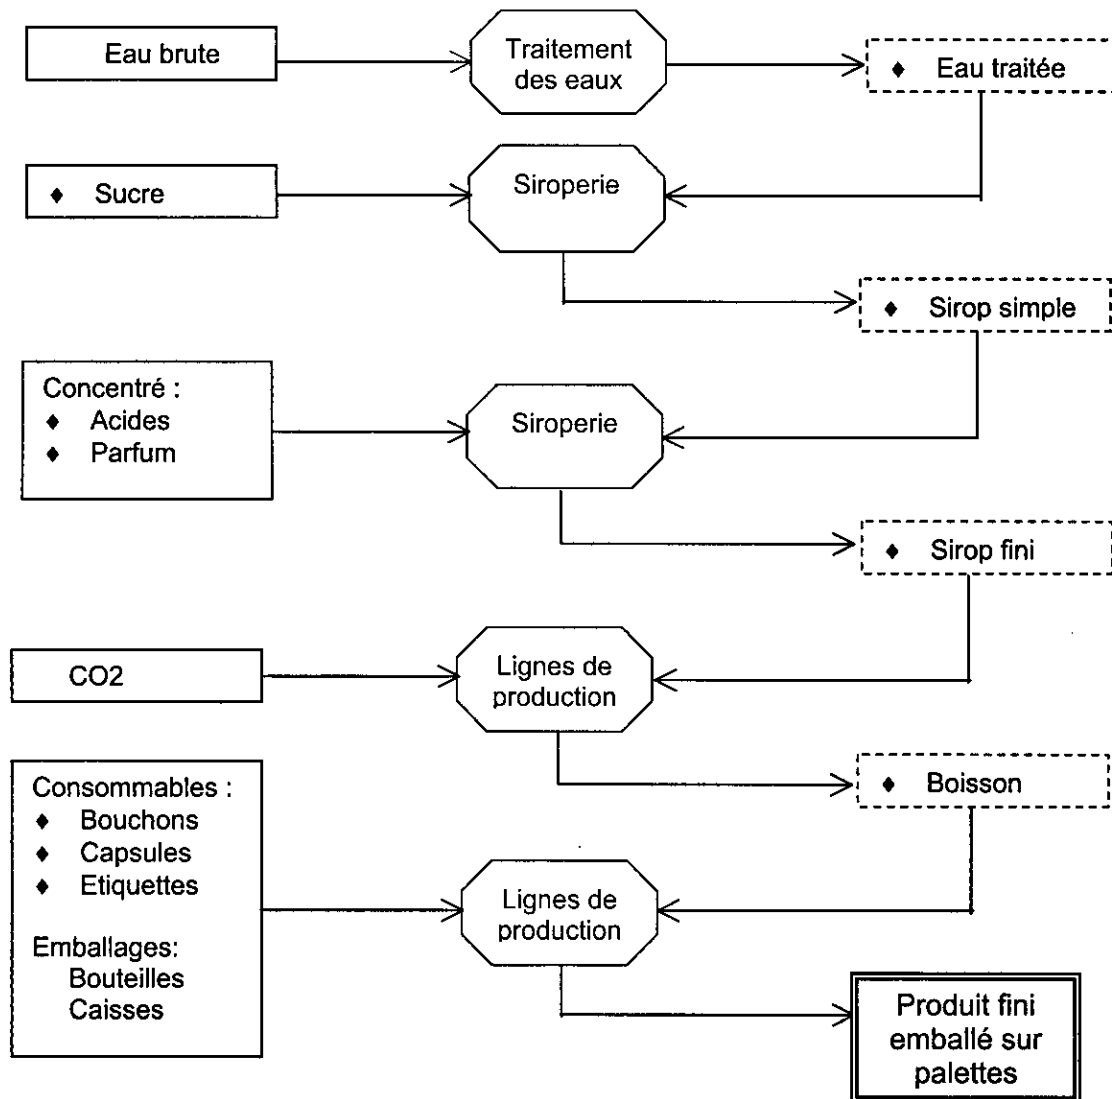 Eau brute
Traitement
des eaux
♦ Eau traitée
♦ Sucre
Siroperie
♦ Sirop simple
Concentré :
♦ Acides
♦ Parfum
Siroperie
♦ Sirop fini
CO2
Lignes de
production
♦ Boisson
Consommables :
♦ Bouchons
♦ Capsules
♦ Etiquettes
Emballages:
Bouteilles
Caisses
Lignes de
production
Produit fini
emballé sur
palettes